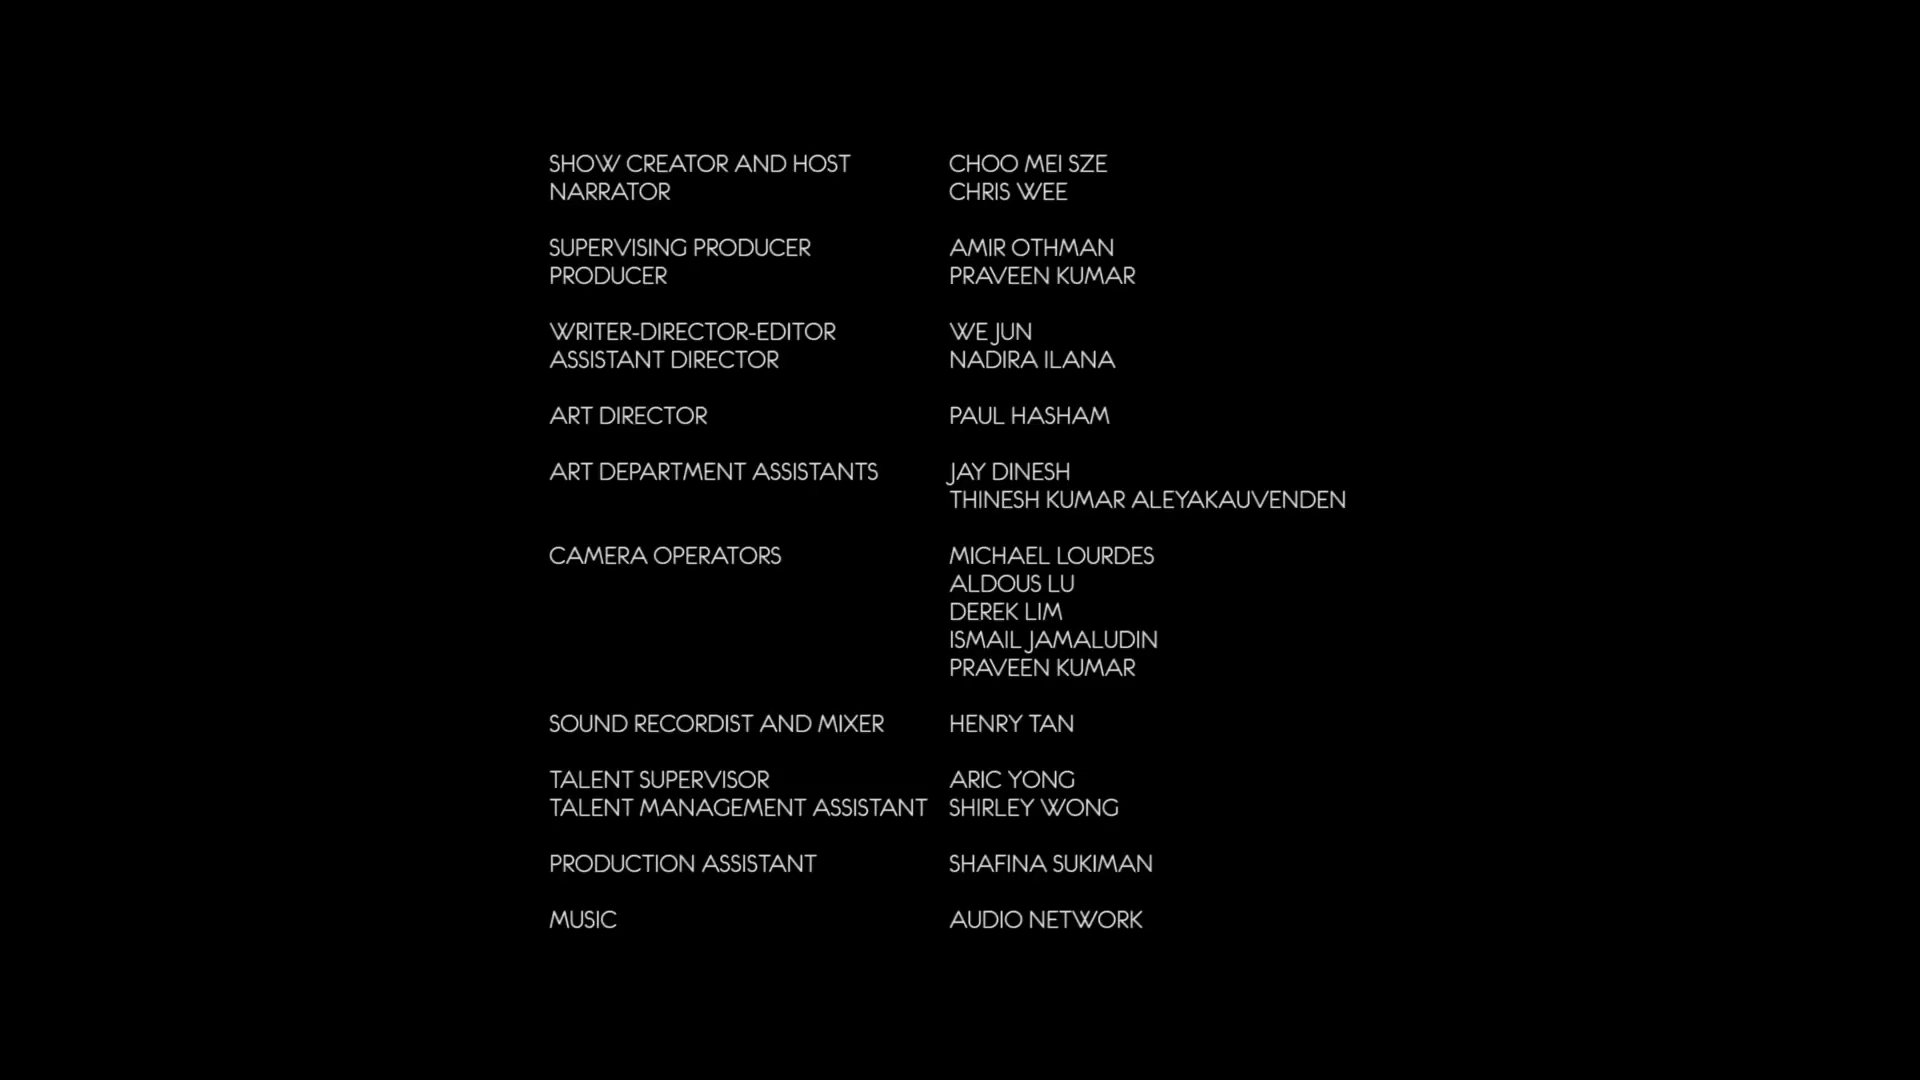 SHOW CREATOR AND HOST CHOO MEI SZE
NARRATOR CHRIS WEE
SUPERVISING PRODUCER AMIR OTHMAN
PRODUCER PRAVEEN KUMAR
WRITER-DIRECTOR-EDITOR WE JUN
ASSISTANT DIRECTOR NADIRA ILANA
ART DIRECTOR PAUL HASHAM
ART DEPARTMENT ASSISTANTS JAY DINESH
THINESH KUMAR ALEYAKAUVENDEN
CAMERA OPERATORS MICHAEL LOURDES
ALDOUS LU
DEREK LIM
ISMAIL JAMALUDIN
PRAVEEN KUMAR
SOUND RECORDIST AND MIXER HENRY TAN
TALENT SUPERVISOR ARIC YONG
TALENT MANAGEMENT ASSISTANT SHIRLEY WONG
PRODUCTION ASSISTANT SHAFINA SUKIMAN
MUSIC AUDIO NETWORK